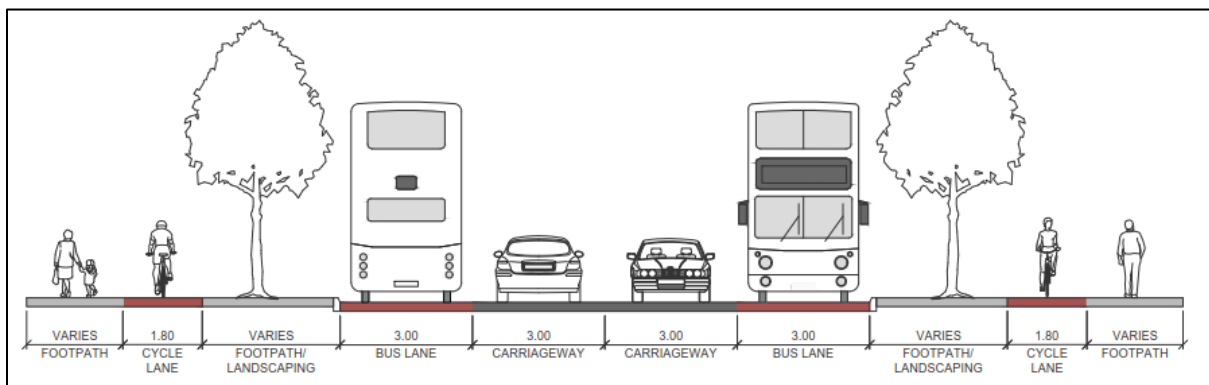 VARIES 1.80 VARIES 3.00 3.00 3.00 3.00 VARIES 1.80 VARIES
FOOTPATH CYCLE FOOTPATH/ BUS LANE CARRIAGEWAY CARRIAGEWAY BUS LANE FOOTPATH/ CYCLE FOOTPATH
LANE LANDSCAPING LANDSCAPING LANE